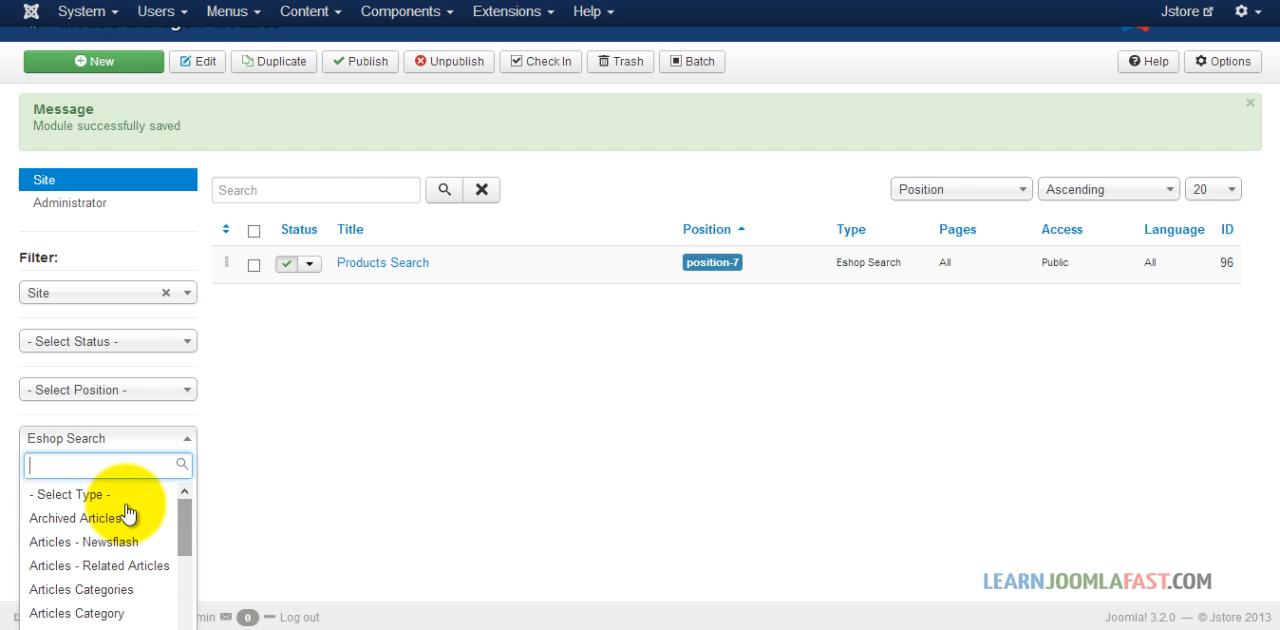 System Users Menus Content Components Extensions Help Jstore
New Edit Duplicate Publish Unpublish Check In Trash Batch Help Options
Message
Module successfully saved
Site
Administrator
Search
Position Ascending 20
Status Title Position Type Pages Access Language ID
Products Search position-7 Eshop Search All Public All 96
Filter:
Site
- Select Status -
- Select Position -
Eshop Search
- Select Type -
Archived Articles
Articles - Newsflash
Articles - Related Articles
Articles Categories
Articles Category
LEARNJOOMLAFAST.COM
0 Log out
Joomla! 3.2.0 — © Jstore 2013